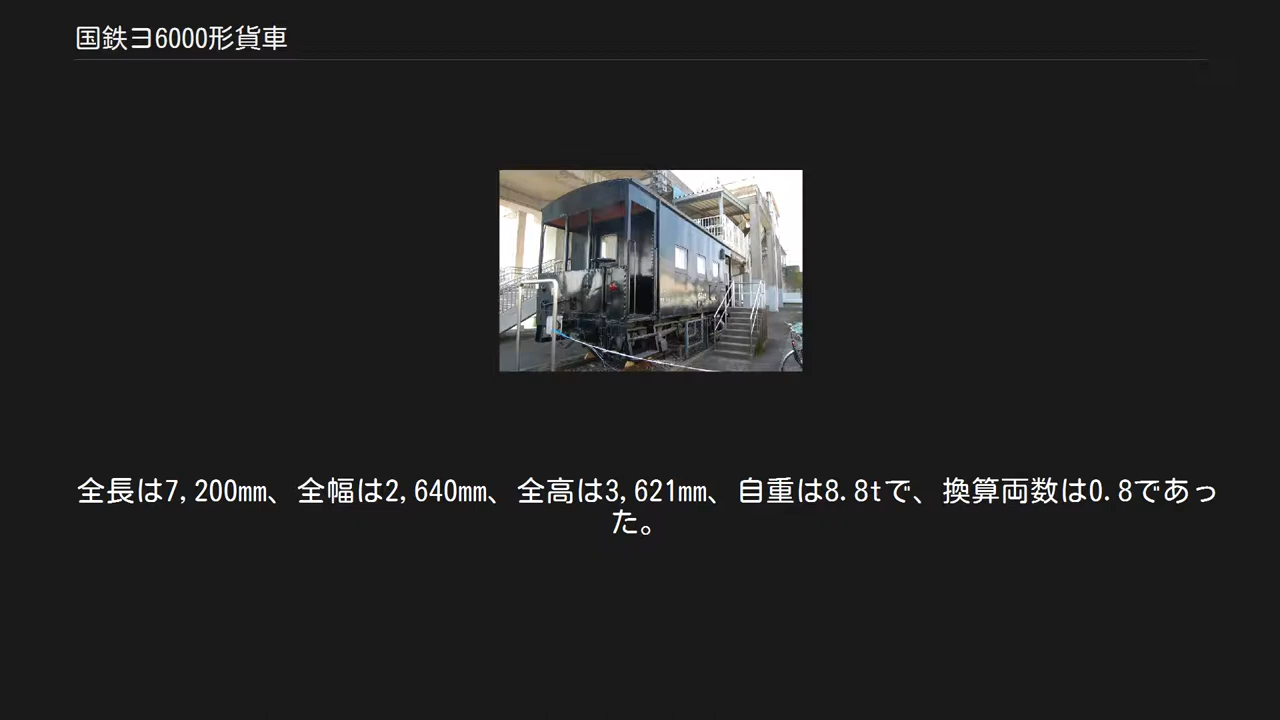 国鉄ヨ6000形貨車
全長は7,200mm、全幅は2,640mm、全高は3,621mm、自重は8.8tで、換算両数は0.8であっ
た。